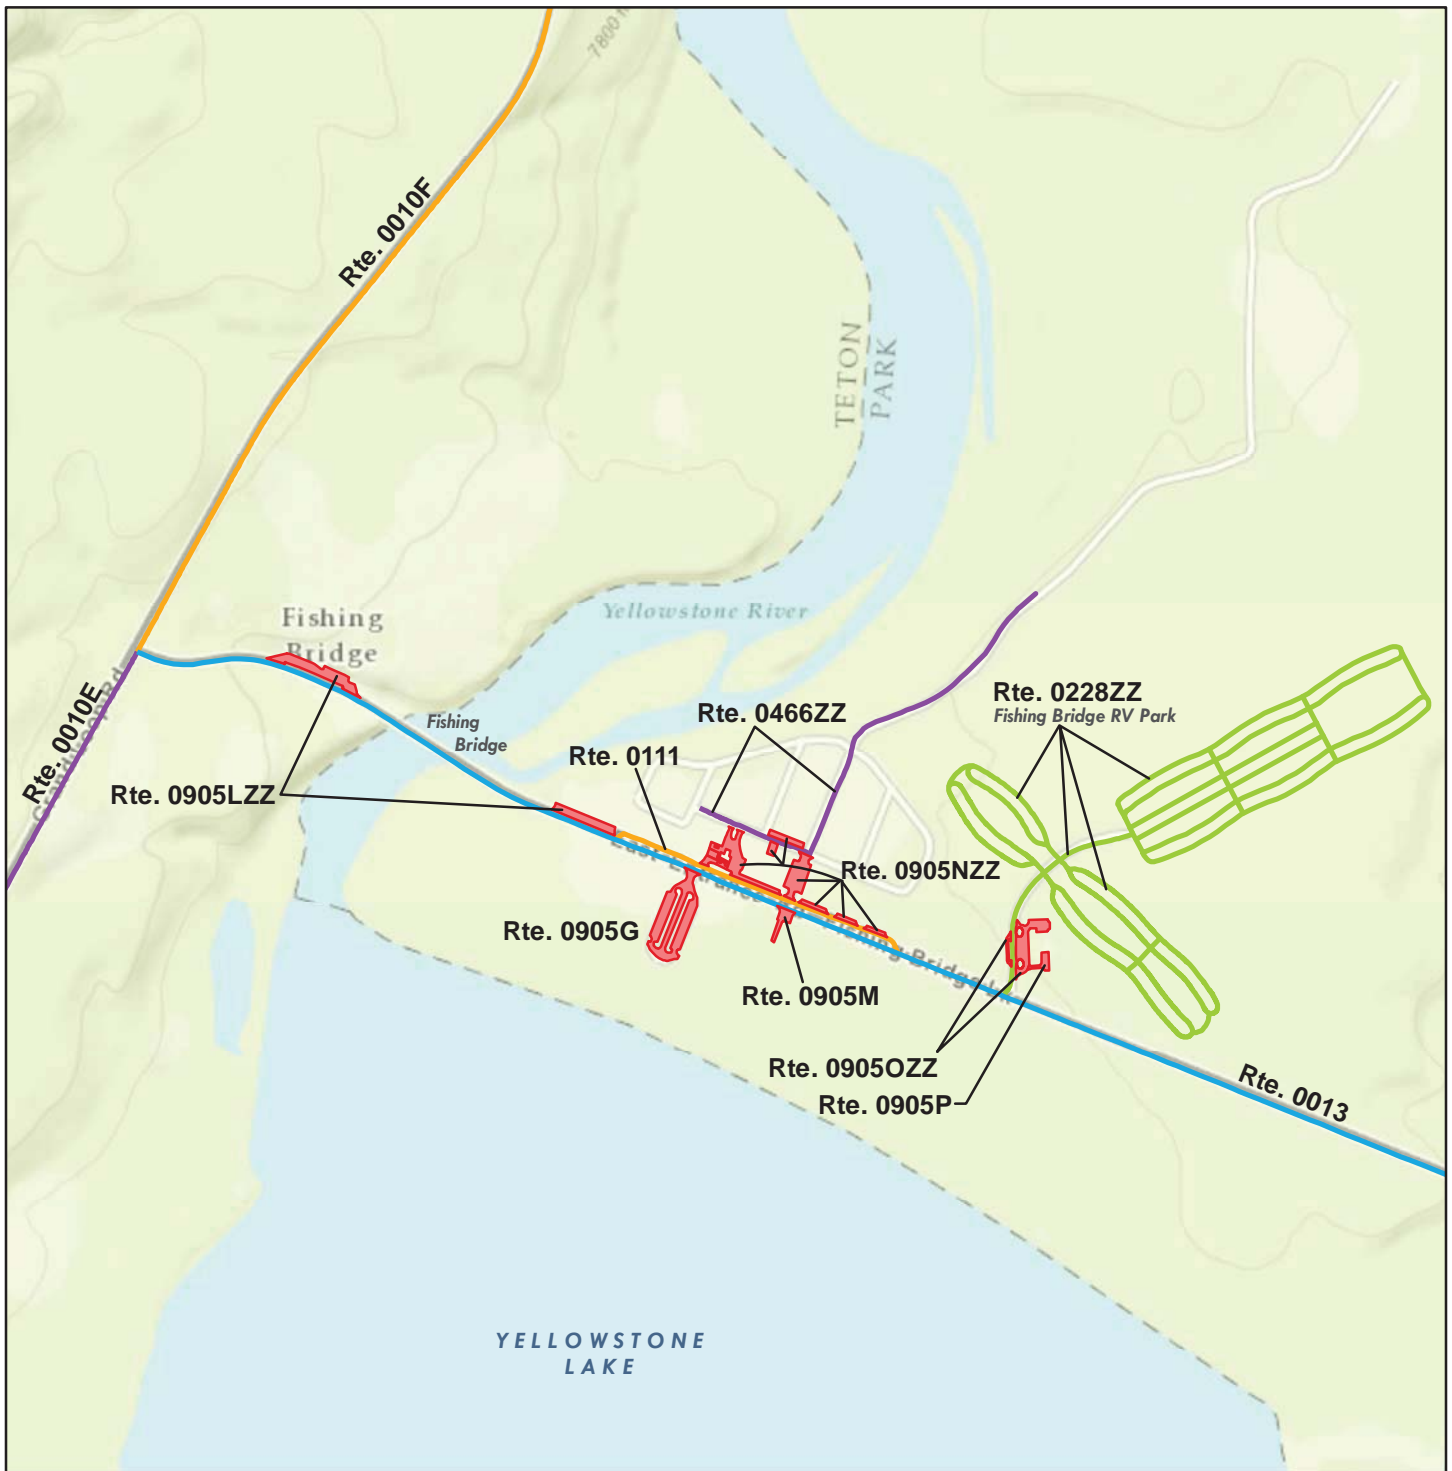 7800
Rte. 0010F
TETON
PARK
Fishing
Bridge
Yellowstone River
Rte. 0010E
Fishing
Bridge
Rte. 0466ZZ
Rte. 0228ZZ
Fishing Bridge RV Park
Rte. 0111
Rte. 0905LZZ
Rte. 0905NZZ
Rte. 0905G
Rte. 0905M
Rte. 0905OZZ
Rte. 0905P
Rte. 0013
YELLOWSTONE
LAKE